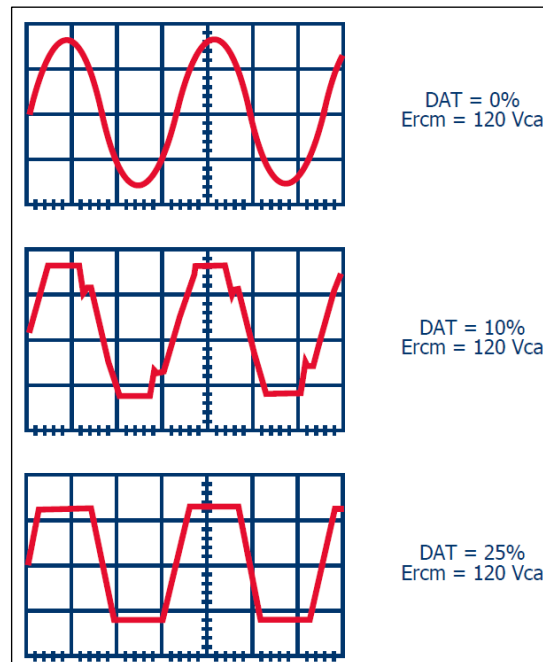 DAT = 0%
Ercm = 120 Vca
DAT = 10%
Ercm = 120 Vca
DAT = 25%
Ercm = 120 Vca